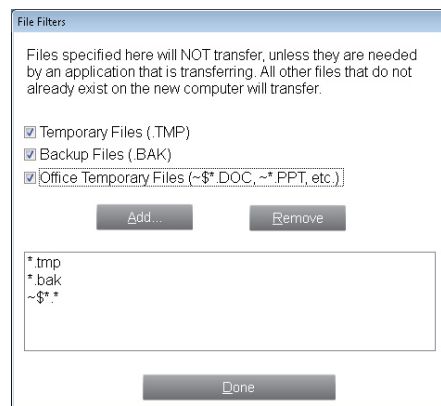 File Filters
Files specified here will NOT transfer, unless they are needed
by an application that is transferring. All other files that do not
already exist on the new computer will transfer.
Temporary Files (.TMP)
Backup Files (.BAK)
Office Temporary Files (~$*.DOC, ~*.PPT, etc.)
Add... Remove
*.tmp
*.bak
~$*.*
Done